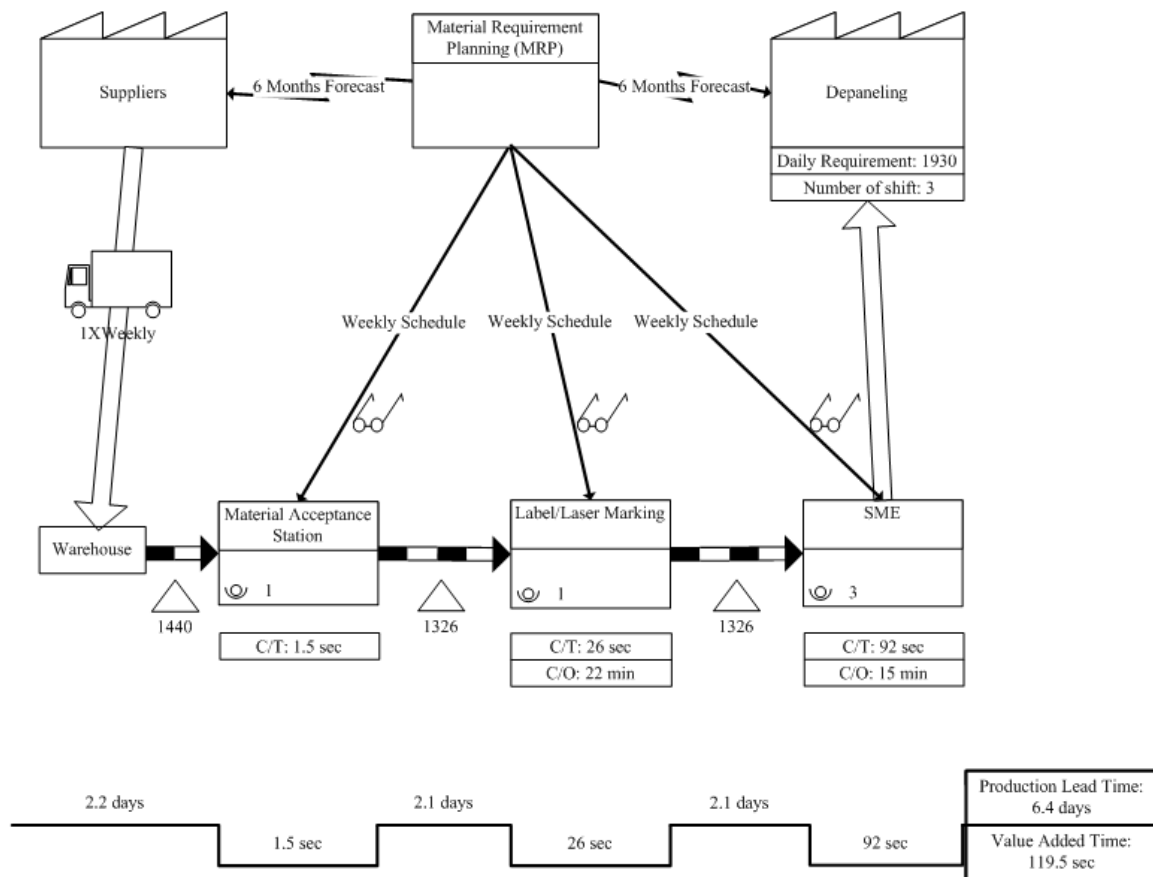 Material Requirement
Planning (MRP)
Suppliers
6 Months Forecast
6 Months Forecast
Depaneling
Daily Requirement: 1930
Number of shift: 3
1XWeekly
Weekly Schedule
Weekly Schedule
Weekly Schedule
Warehouse
Material Acceptance
Station
Label/Laser Marking
SME
1
1
3
1440
1326
1326
C/T: 1.5 sec
C/T: 26 sec
C/T: 92 sec
C/O: 22 min
C/O: 15 min
2.2 days
2.1 days
2.1 days
Production Lead Time:
6.4 days
1.5 sec
26 sec
92 sec
Value Added Time:
119.5 sec